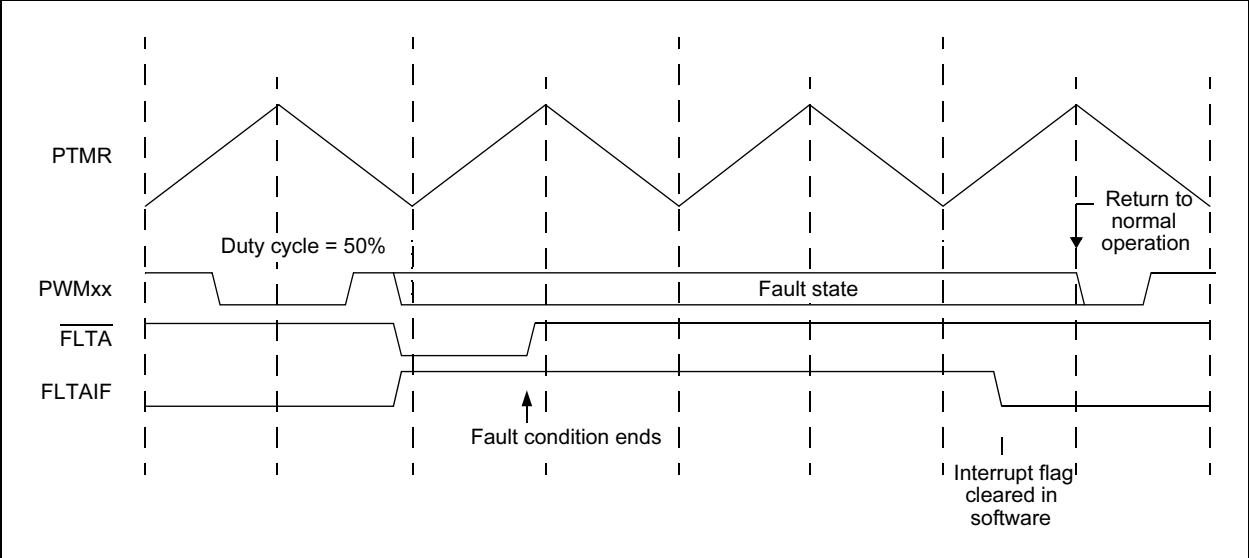 PTMR
Return to
normal
operation
Duty cycle = 50%
PWMxx
Fault state
FLTA
FLTAIF
Fault condition ends
Interrupt flag
cleared in
software